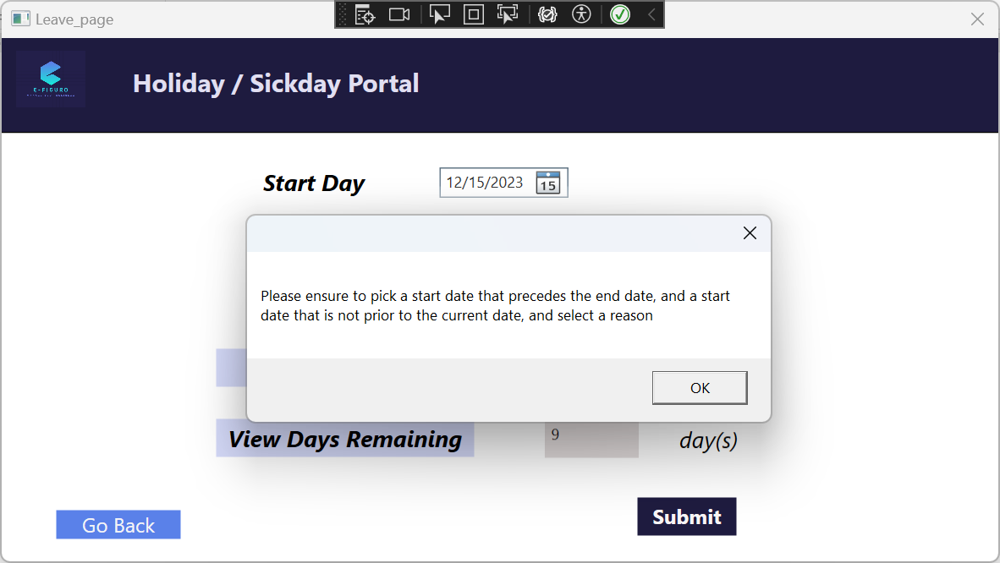 Leave_page
Holiday / Sickday Portal
E-FIGURO
Start Day
12/15/2023
15
Please ensure to pick a start date that precedes the end date, and a start
date that is not prior to the current date, and select a reason
OK
View Days Remaining
9
day(s)
Go Back
Submit